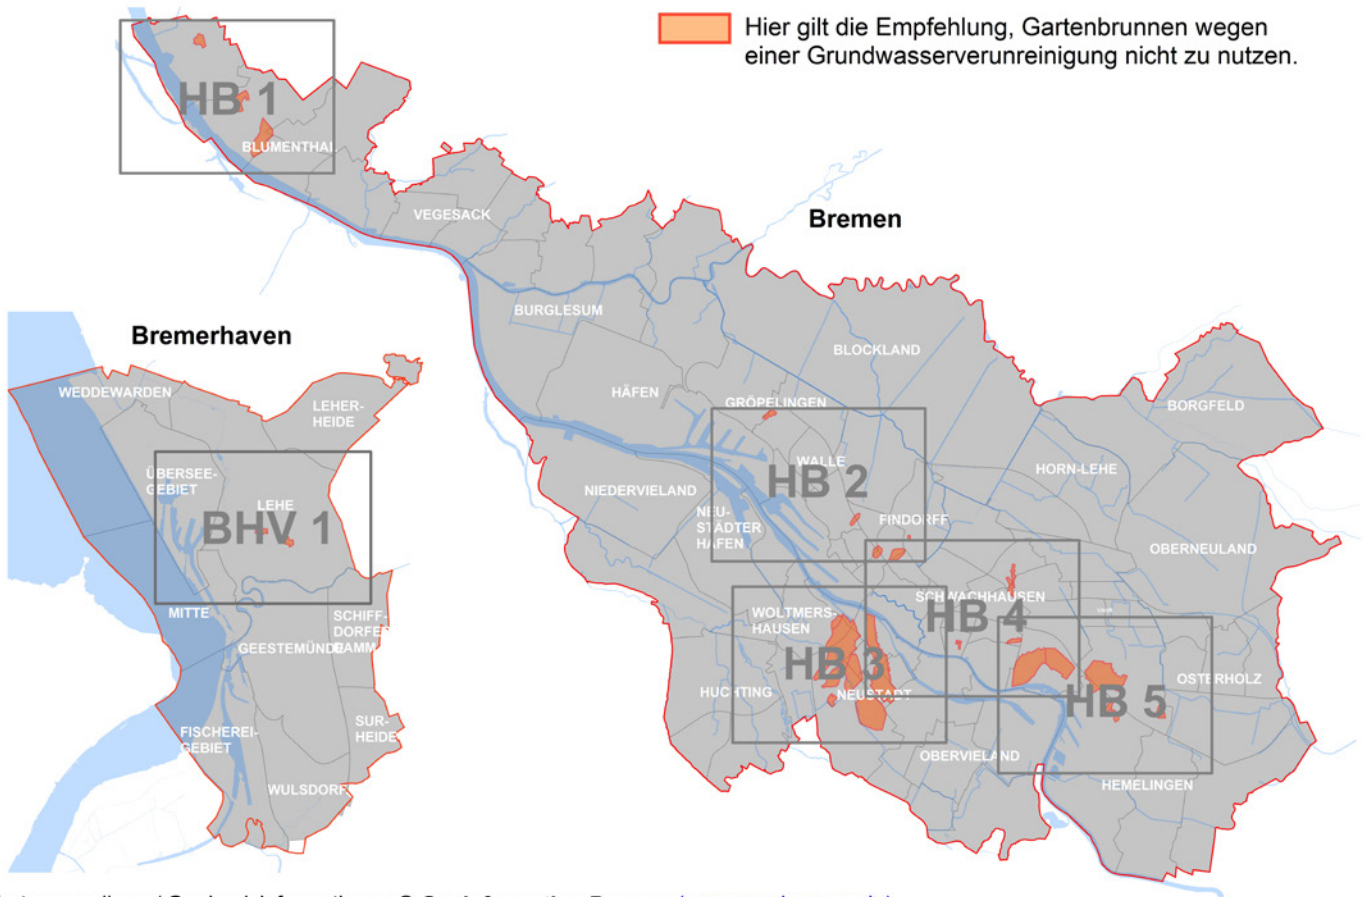 Hier gilt die Empfehlung, Gartenbrunnen wegen
einer Grundwasserverunreinigung nicht zu nutzen.
HB 1
BLUMENTHAL
VEGESACK
Bremen
BURGLESUM
BLOCKLAND
HÄFEN
GRÖPELINGEN
BORGFELD
WALLE
HB 2
HORN-LEHE
NIEDERVIELAND
NEU-
STÄDTER
HAFEN
FINDORFF
OBERNEULAND
SCHWACHHAUSEN
HB 4
WOLTMERS-
HAUSEN
HB 3
HUCHTING
NEUSTADT
OSTERHOLZ
HB 5
OBERVIELAND
HEMELINGEN
Bremerhaven
WEDDEWARDEN
LEHER-
HEIDE
ÜBERSEE-
GEBIET
LEHE
BHV 1
MITTE
SCHIFF-
DORFER
DAMM
GEESTEMÜNDE
SUR-
HEIDE
FISCHEREI-
GEBIET
WULSDORF